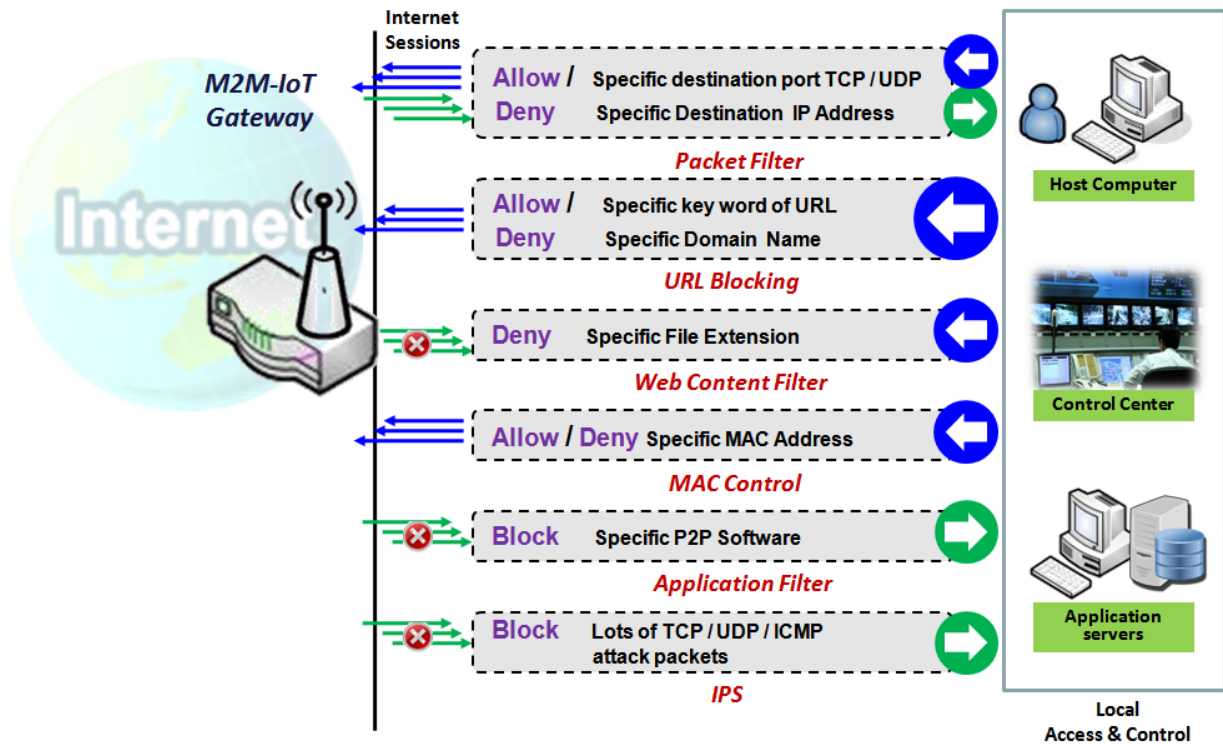 Internet
Sessions
M2M-IoT
Gateway
Internet
Allow / Specific destination port TCP / UDP
Deny Specific Destination IP Address
Packet Filter
Allow / Specific key word of URL
Deny Specific Domain Name
URL Blocking
Deny Specific File Extension
Web Content Filter
Allow / Deny Specific MAC Address
MAC Control
Block Specific P2P Software
Application Filter
Block Lots of TCP / UDP / ICMP
attack packets
IPS
Host Computer
Control Center
Application
servers
Local
Access & Control